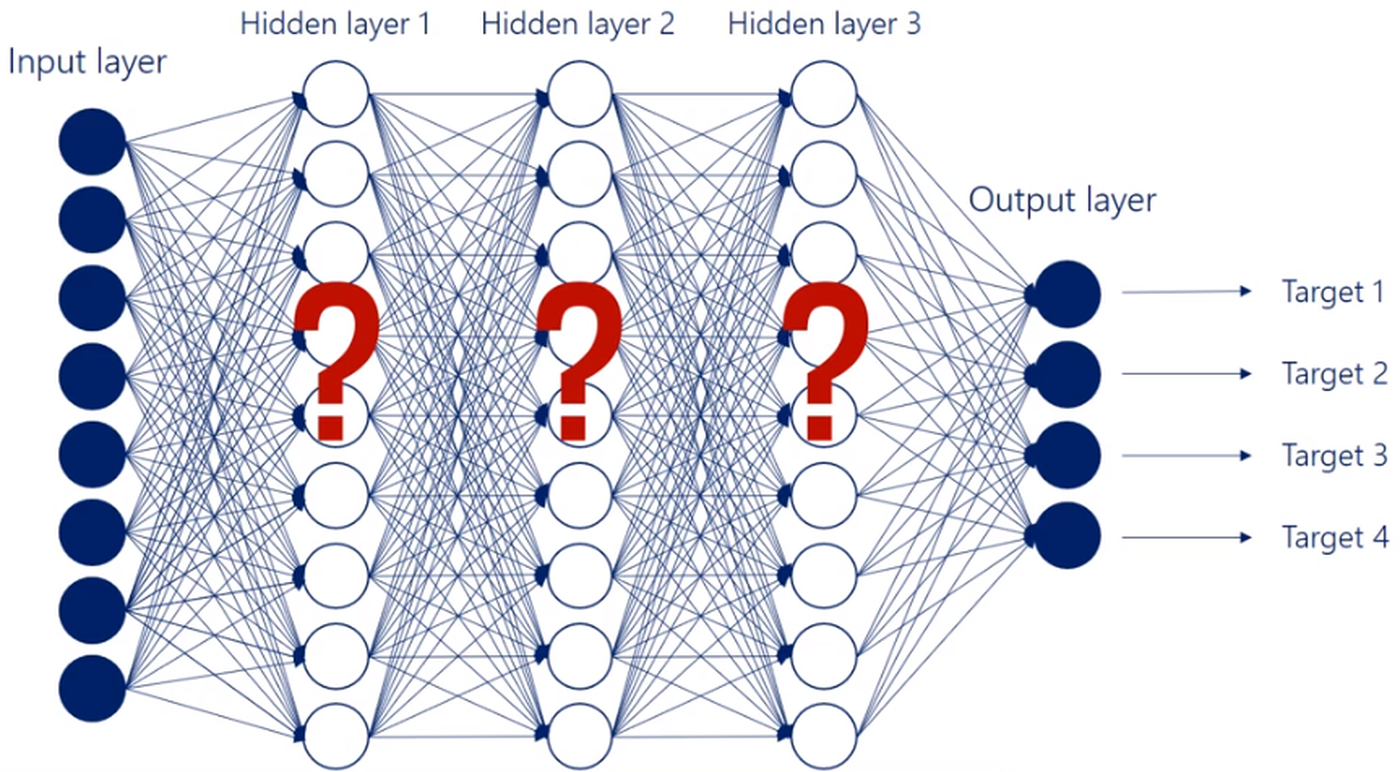 Input layer
Hidden layer 1
Hidden layer 2
Hidden layer 3
?
?
?
Output layer
Target 1
Target 2
Target 3
Target 4